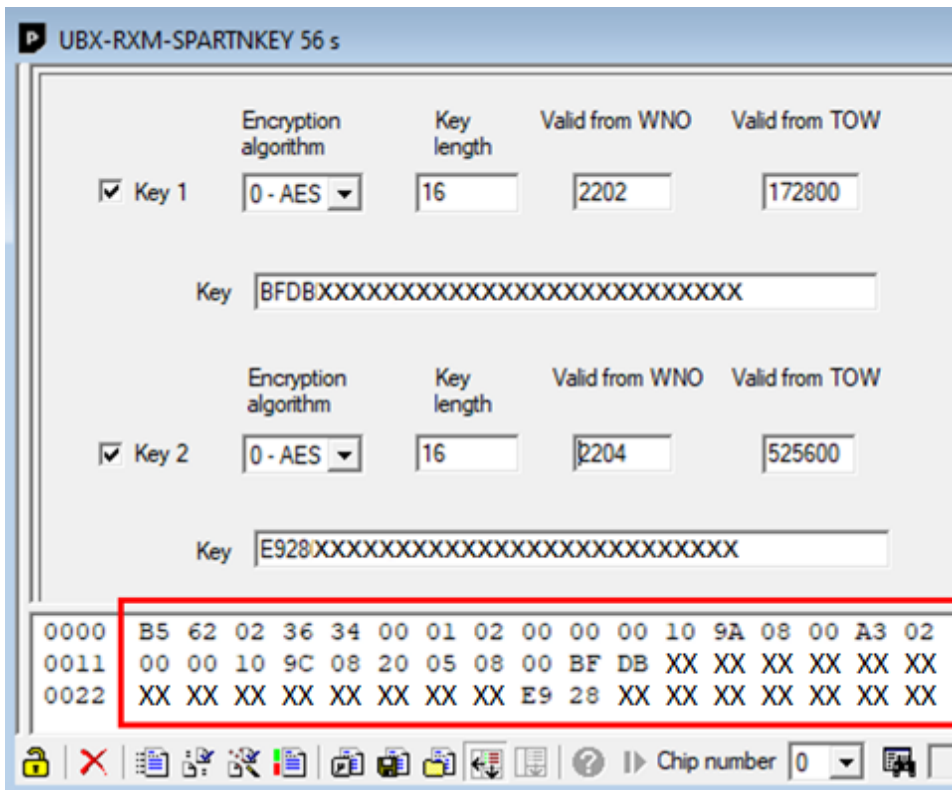 UBX-RXM-SPARTNKEY 56 s
Encryption algorithm Key length Valid from WNO Valid from TOW
Key 1 0 - AES 16 2202 172800
Key BFDBXXXXXXXXXXXXXXXXXXXXXXXXXX
Encryption algorithm Key length Valid from WNO Valid from TOW
Key 2 0 - AES 16 2204 525600
Key E928XXXXXXXXXXXXXXXXXXXXXXXXXX
0000 B5 62 02 36 34 00 01 02 00 00 00 10 9A 08 00 A3 02
0011 00 00 10 9C 08 20 05 08 00 BF DB XX XX XX XX XX XX
0022 XX XX XX XX XX XX XX XX E9 28 XX XX XX XX XX XX XX
Chip number 0